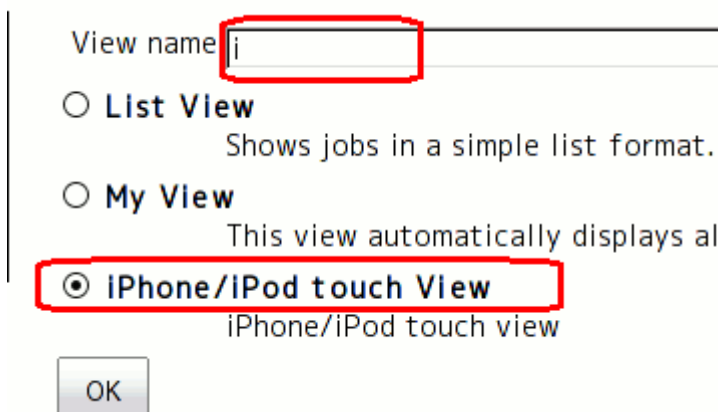 View name i
List View
Shows jobs in a simple list format.
My View
This view automatically displays al
iPhone/iPod touch View
iPhone/iPod touch view
OK